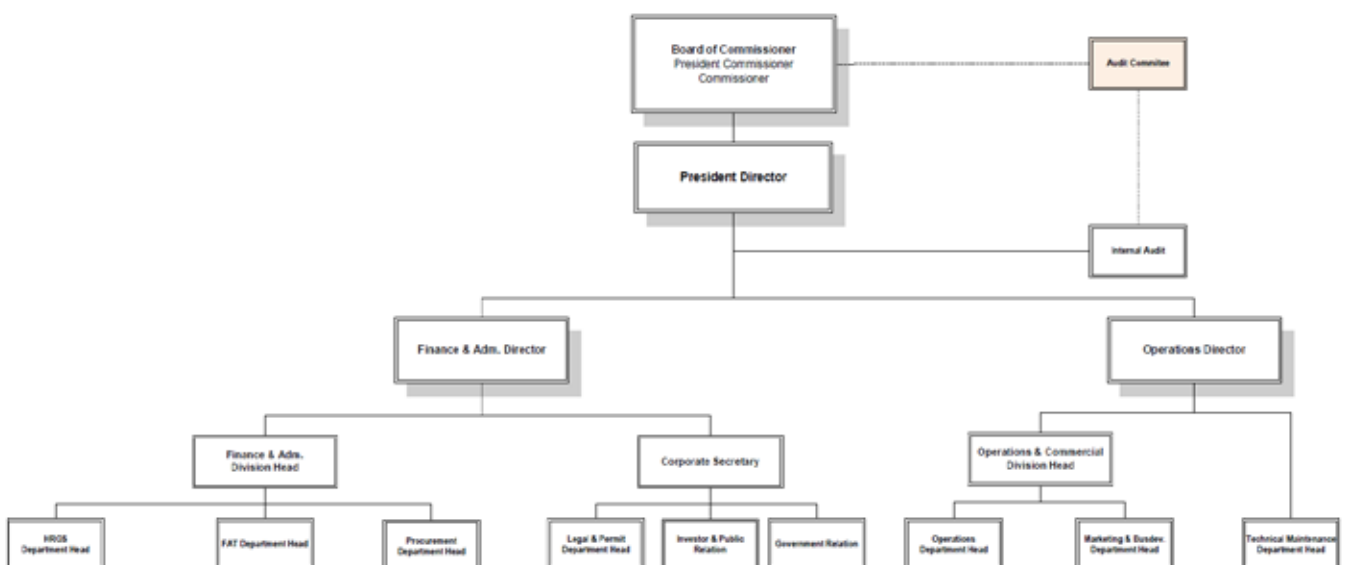 Board of Commissioner
President Commissioner
Commissioner
Audit Commitee
President Director
Internal Audit
Finance & Adm. Director
Operations Director
Finance & Adm.
Division Head
Corporate Secretary
Operations & Commercial
Division Head
HRGS
Department Head
FAT Department Head
Procurement
Department Head
Legal & Permit
Department Head
Investor & Public
Relation
Government Relation
Operations
Department Head
Marketing & Busdev.
Department Head
Technical Maintenance
Department Head